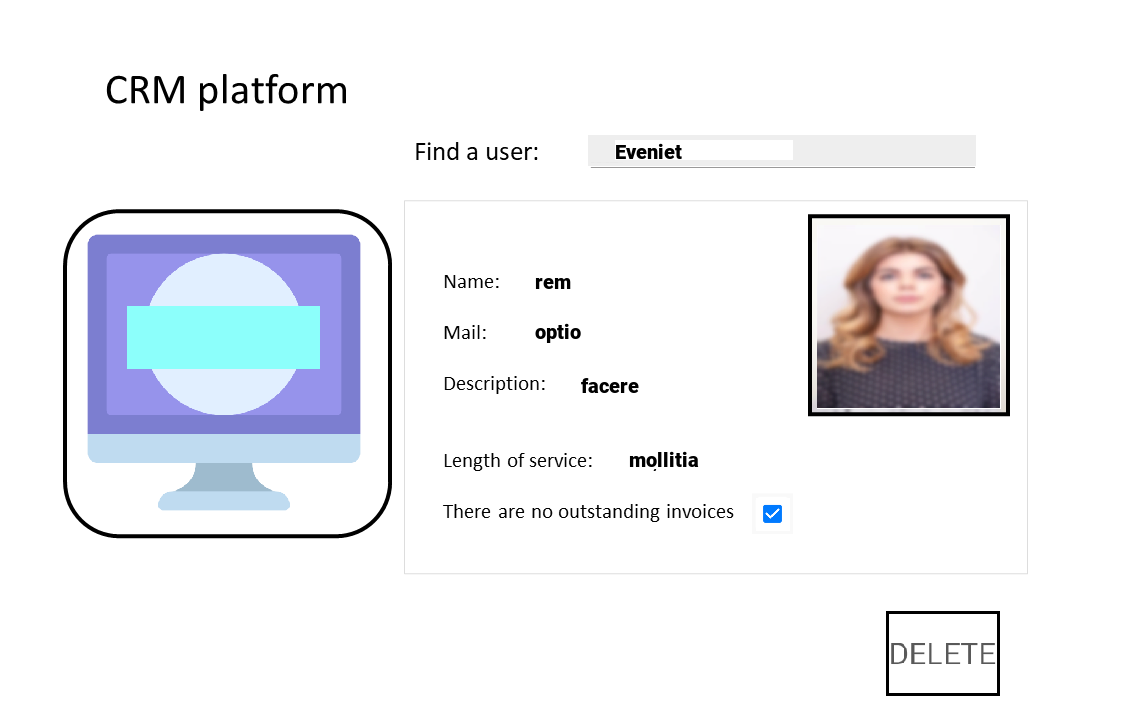 CRM platform
Find a user: Eveniet
Name: rem
Mail: optio
Description: facere
Length of service: mollitia
There are no outstanding invoices
DELETE